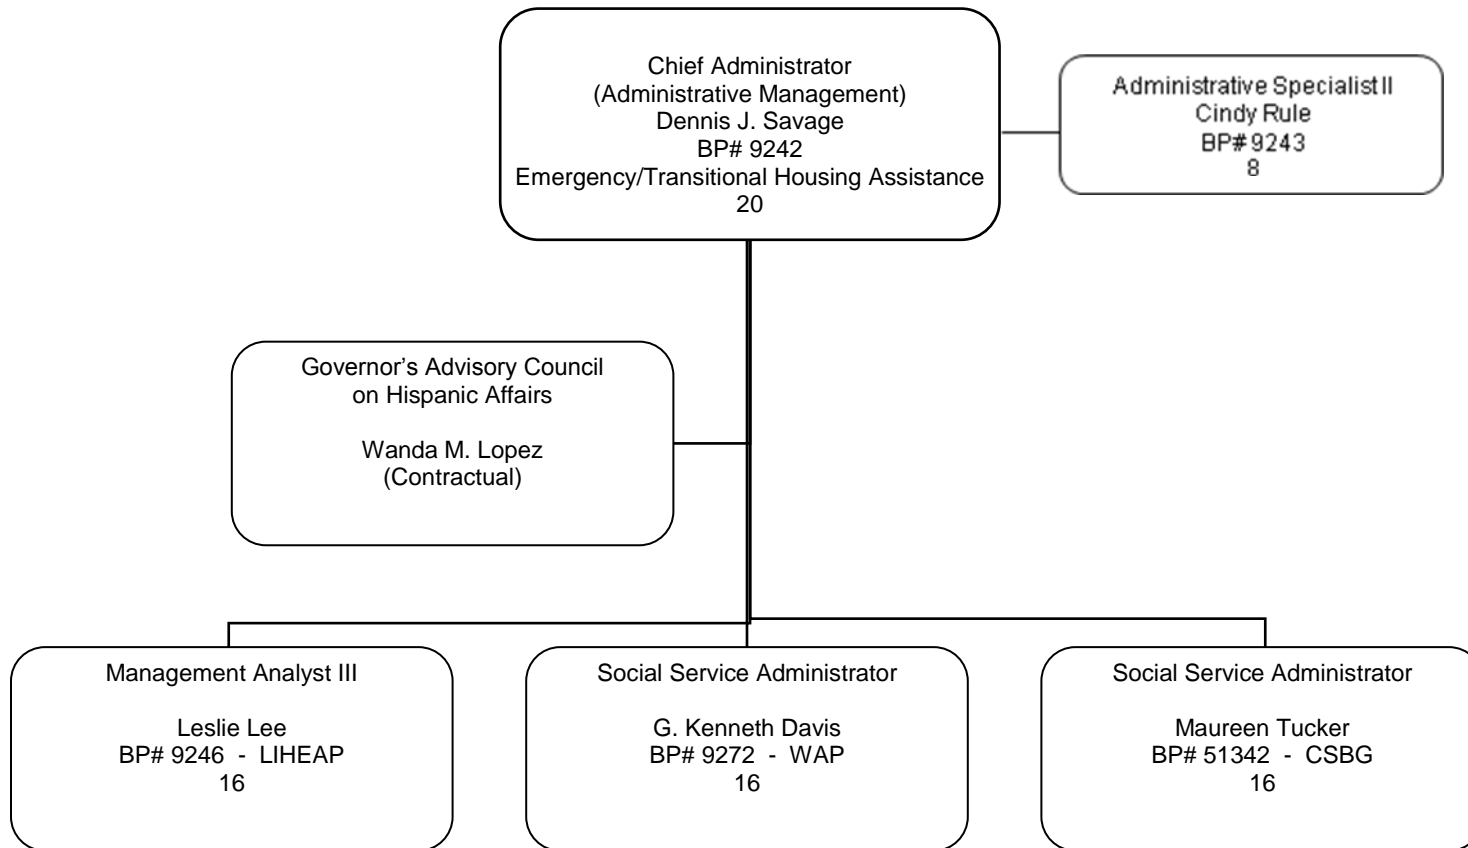 Chief Administrator
(Administrative Management)
Dennis J. Savage
BP# 9242
Emergency/Transitional Housing Assistance
20
Administrative Specialist II
Cindy Rule
BP# 9243
8
Governor’s Advisory Council
on Hispanic Affairs
Wanda M. Lopez
(Contractual)
Management Analyst III
Leslie Lee
BP# 9246 - LIHEAP
16
Social Service Administrator
G. Kenneth Davis
BP# 9272 - WAP
16
Social Service Administrator
Maureen Tucker
BP# 51342 - CSBG
16